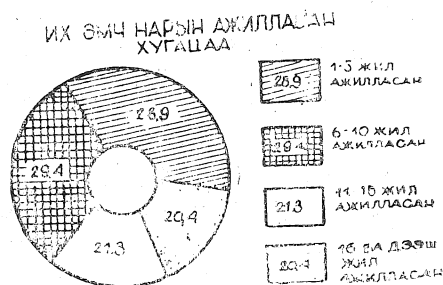 ИХ ЭМЧ НАРЫН АЖИЛЛАСАН
ХУГАЦАА
28,9
29.4
20,4
21.3
28,9
1-5 ЖИЛ
АЖИЛЛАСАН
29.4
6-10 ЖИЛ
АЖИЛЛАСАН
21.3
11-15 ЖИЛ
АЖИЛЛАСАН
20.4
16 БА ДЭЭШ
ЖИЛ
АЖИЛЛАСАН